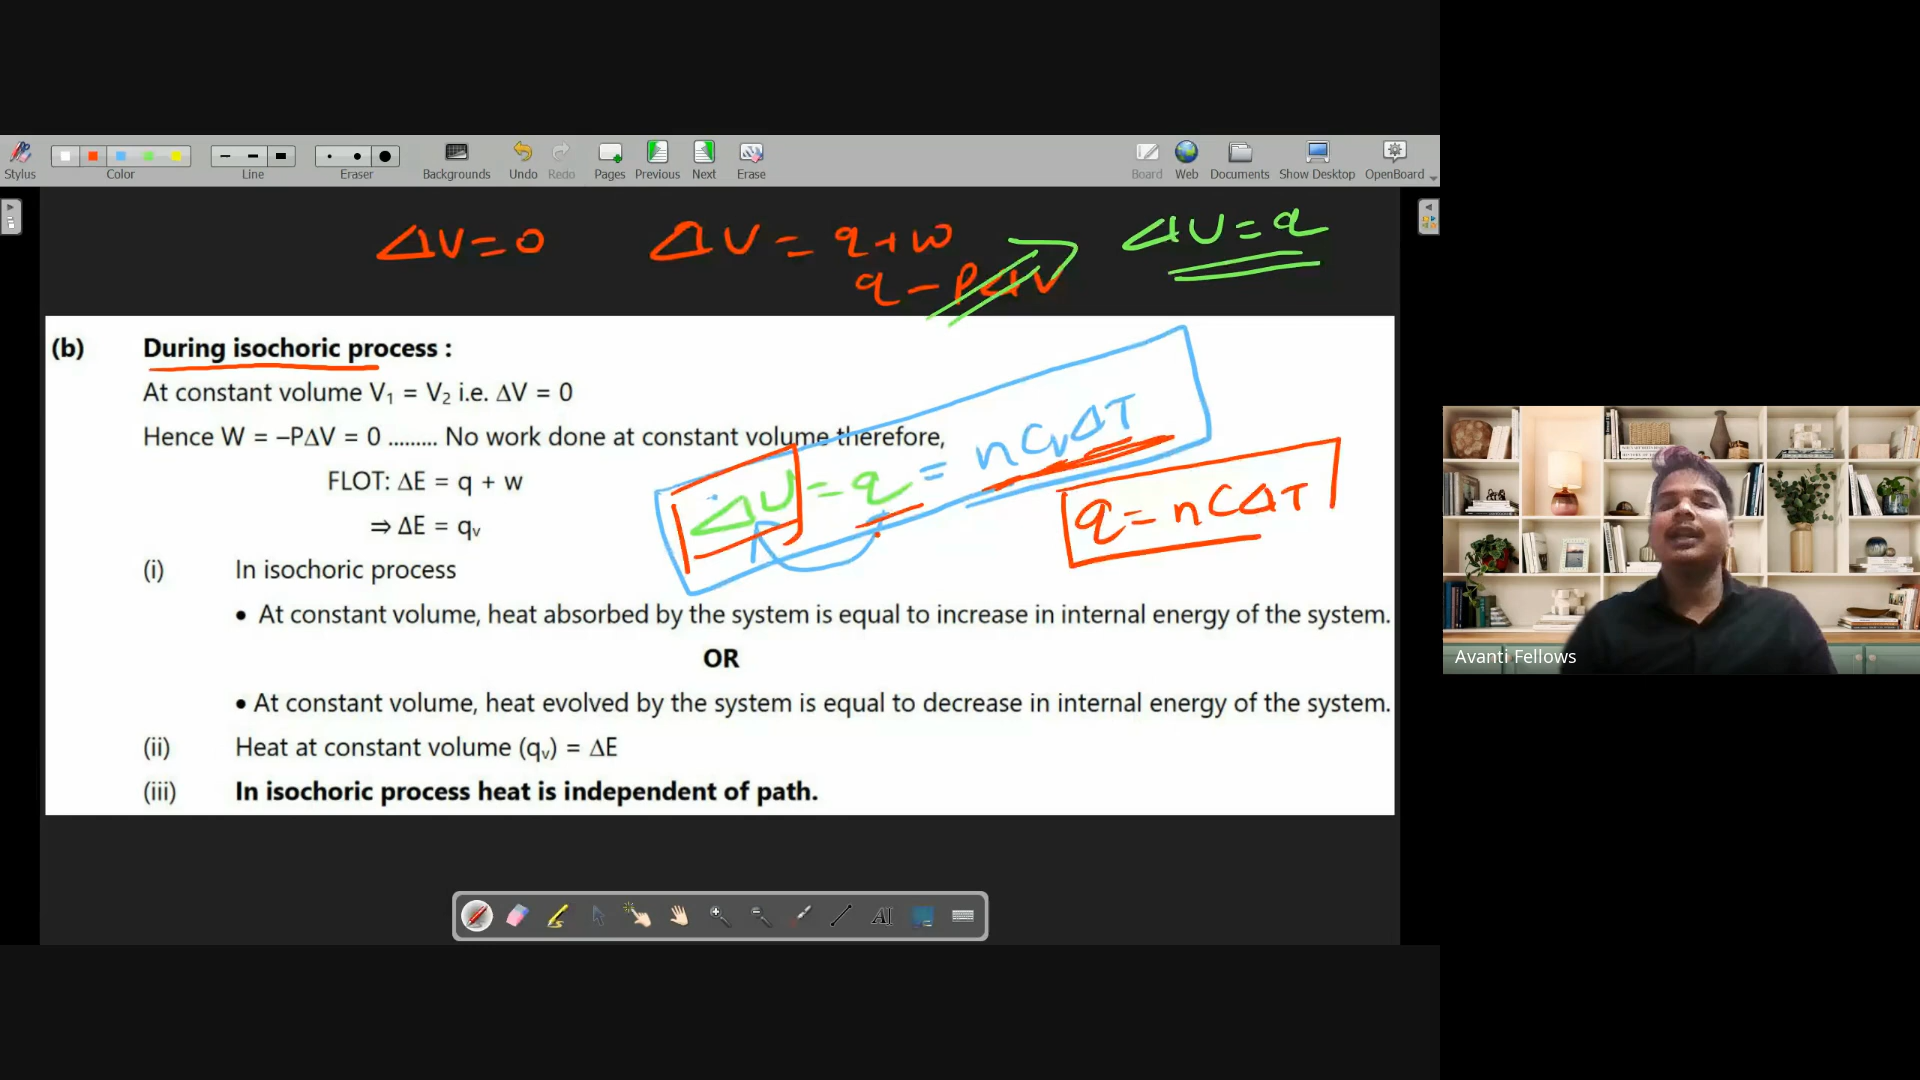 Stylus Color Line Eraser Backgrounds Undo Redo Pages Previous Next Erase Board Web Documents Show Desktop OpenBoard
ΔV=0 ΔU = q+w ΔU=q
q - PΔV
(b) During isochoric process :
At constant volume V₁ = V₂ i.e. ΔV = 0
Hence W = –PΔV = 0 ......... No work done at constant volume therefore,
ΔU = q = nCᵥΔT
FLOT: ΔE = q + w
q = nCΔT
⇒ ΔE = qᵥ
(i) In isochoric process
• At constant volume, heat absorbed by the system is equal to increase in internal energy of the system.
OR
• At constant volume, heat evolved by the system is equal to decrease in internal energy of the system.
(ii) Heat at constant volume (qᵥ) = ΔE
(iii) In isochoric process heat is independent of path.
Avanti Fellows